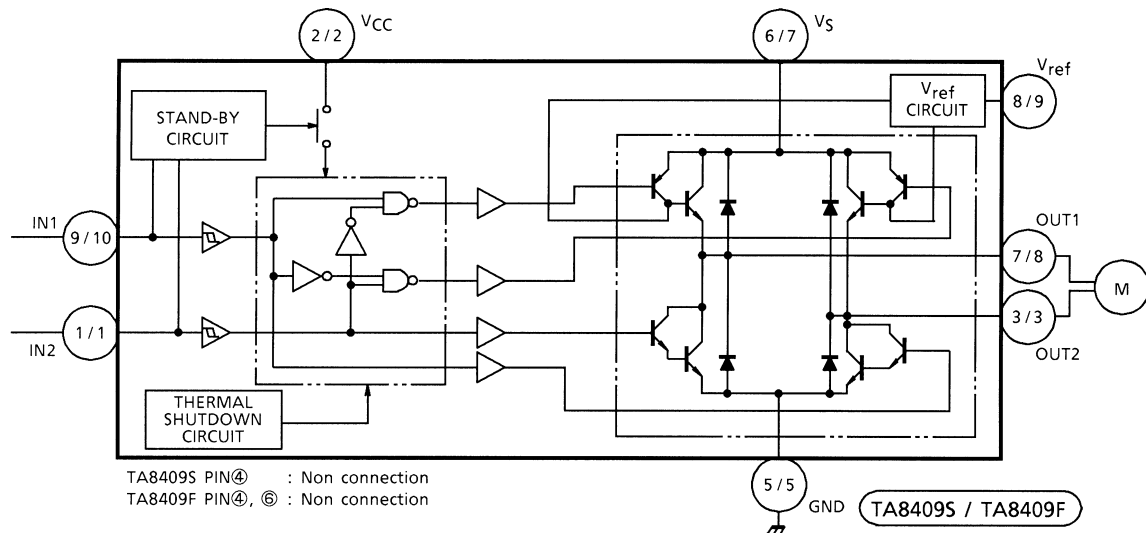 2/2 VCC
6/7 VS
Vref
8/9
Vref
CIRCUIT
STAND-BY
CIRCUIT
IN1
9/10
OUT1
7/8
M
1/1
IN2
3/3
OUT2
THERMAL
SHUTDOWN
CIRCUIT
TA8409S PIN④ : Non connection
TA8409F PIN④, ⑥ : Non connection
5/5
GND
TA8409S / TA8409F